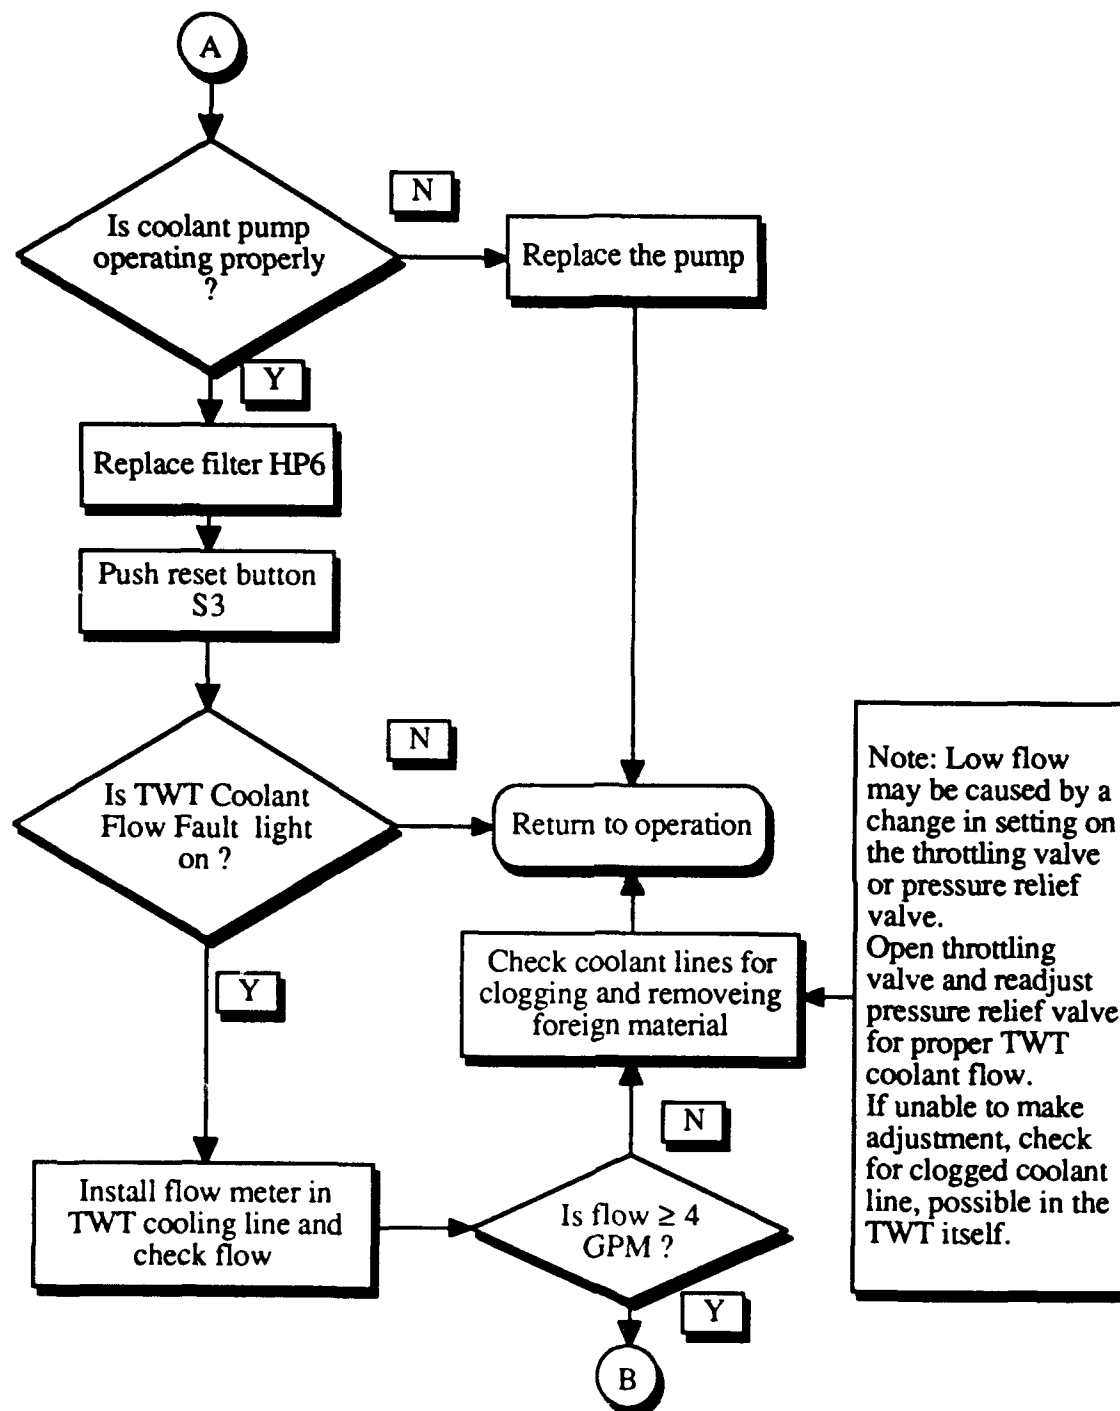 A
Is coolant pump
operating properly
?
N
Replace the pump
Y
Replace filter HP6
Push reset button
S3
Is TWT Coolant
Flow Fault light
on ?
N
Return to operation
Y
Install flow meter in
TWT cooling line and
check flow
Is flow ≥ 4
GPM ?
N
Check coolant lines for
clogging and removeing
foreign material
Y
B
Note: Low flow
may be caused by a
change in setting on
the throttling valve
or pressure relief
valve.
Open throttling
valve and readjust
pressure relief valve
for proper TWT
coolant flow.
If unable to make
adjustment, check
for clogged coolant
line, possible in the
TWT itself.